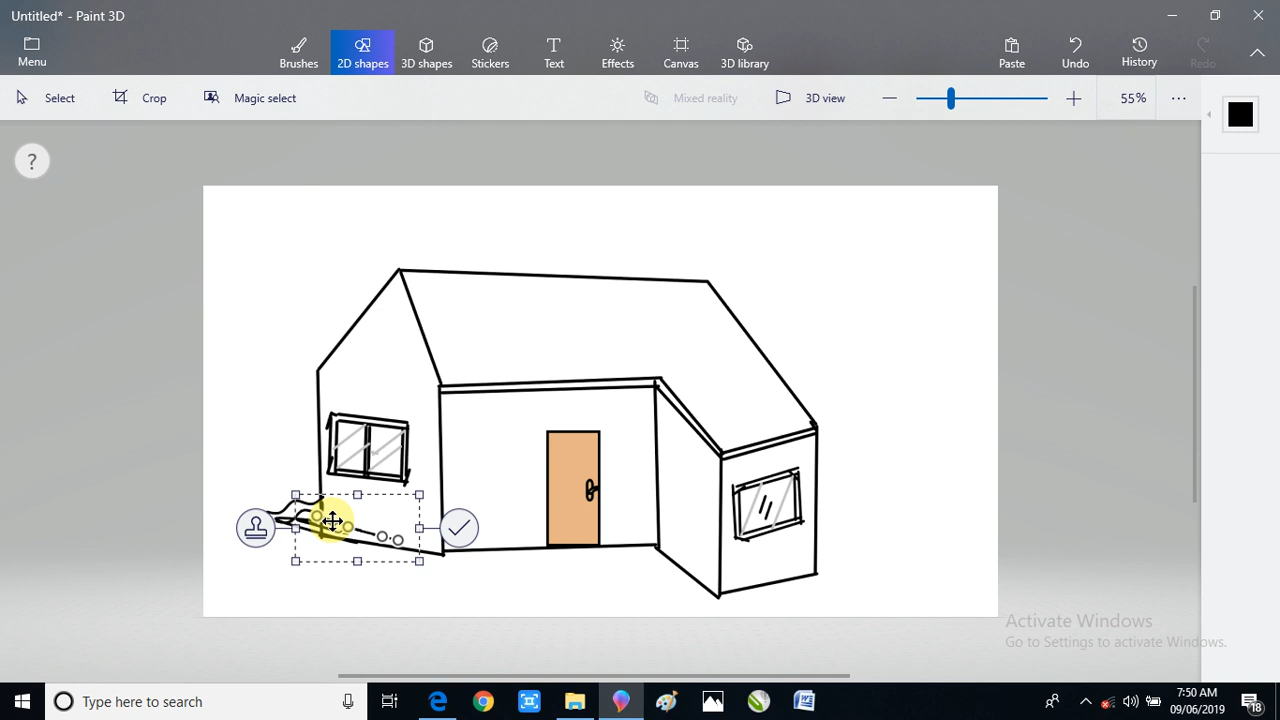 Untitled* - Paint 3D
Menu
Brushes
2D shapes
3D shapes
Stickers
Text
Effects
Canvas
3D library
Paste
Undo
History
Redo
Select
Crop
Magic select
Mixed reality
3D view
55%
?
Activate Windows
Go to Settings to activate Windows.
Type here to search
7:50 AM
09/06/2019
18